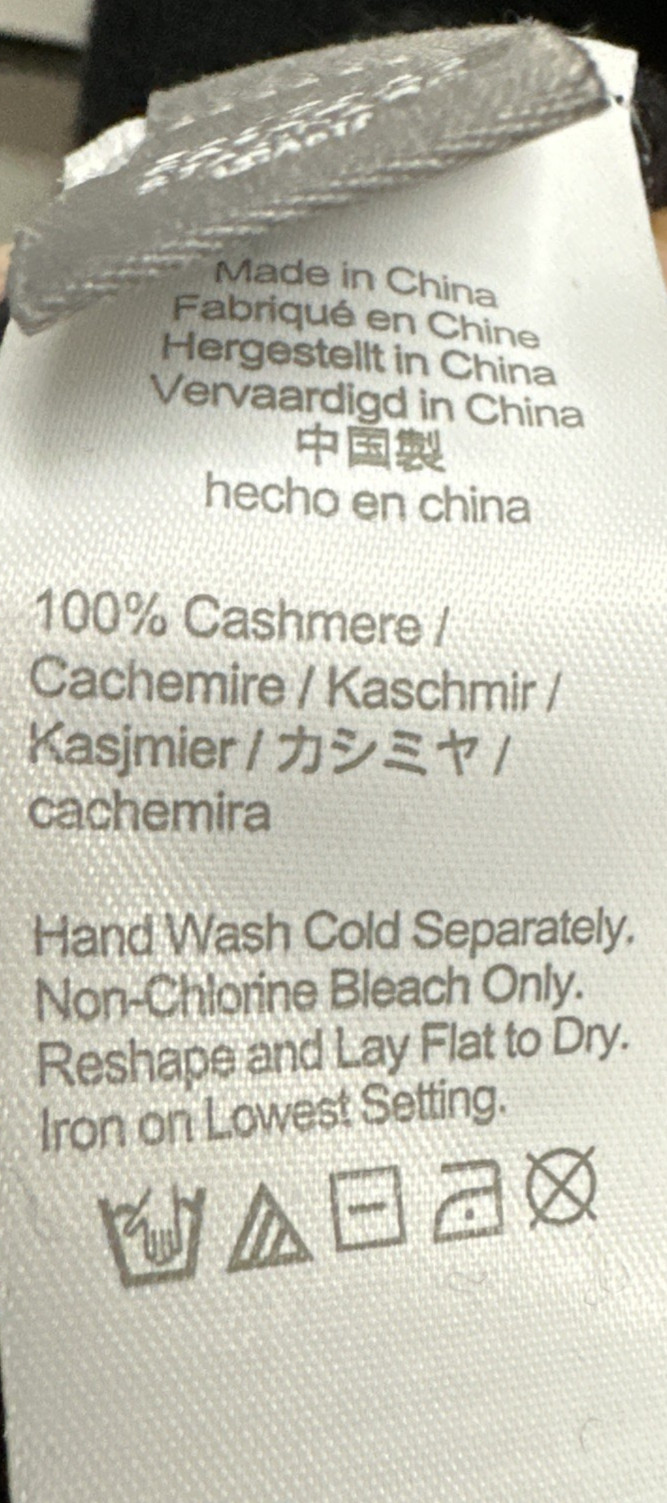 Made in China
Fabriqué en Chine
Hergestellt in China
Vervaardigd in China
中国製
hecho en china
100% Cashmere /
Cachemire / Kaschmir /
Kasjmier / カシミヤ /
cachemira
Hand Wash Cold Separately.
Non-Chlorine Bleach Only.
Reshape and Lay Flat to Dry.
Iron on Lowest Setting.